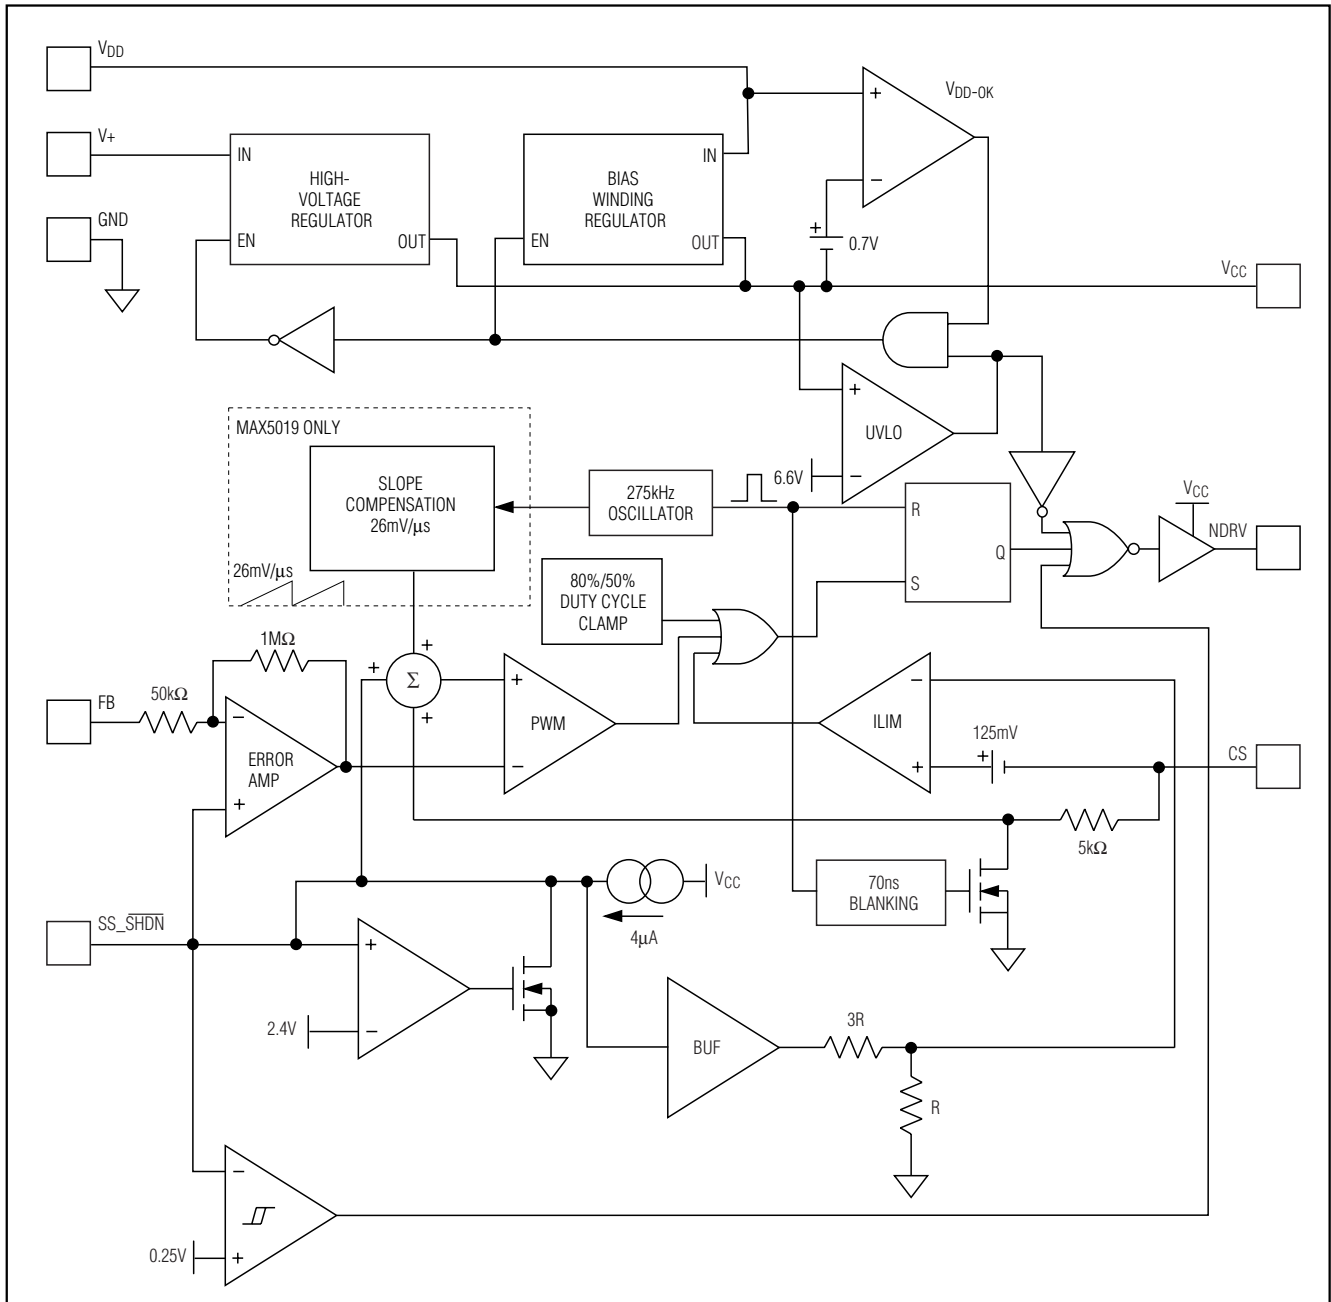 VDD
VDD-OK
+
V+
IN
HIGH-
VOLTAGE
REGULATOR
EN
OUT
IN
BIAS
WINDING
REGULATOR
EN
OUT
−
+
0.7V
GND
VCC
MAX5019 ONLY
SLOPE
COMPENSATION
26mV/μs
26mV/μs
275kHz
OSCILLATOR
+
UVLO
6.6V
−
R
Q
S
VCC
NDRV
80%/50%
DUTY CYCLE
CLAMP
1MΩ
+
+
Σ
+
FB
50kΩ
−
ERROR
AMP
+
+
PWM
−
−
ILIM
+
125mV
+
CS
5kΩ
VCC
4μA
70ns
BLANKING
SS_SHDN
+
2.4V
−
BUF
3R
R
−
0.25V
+